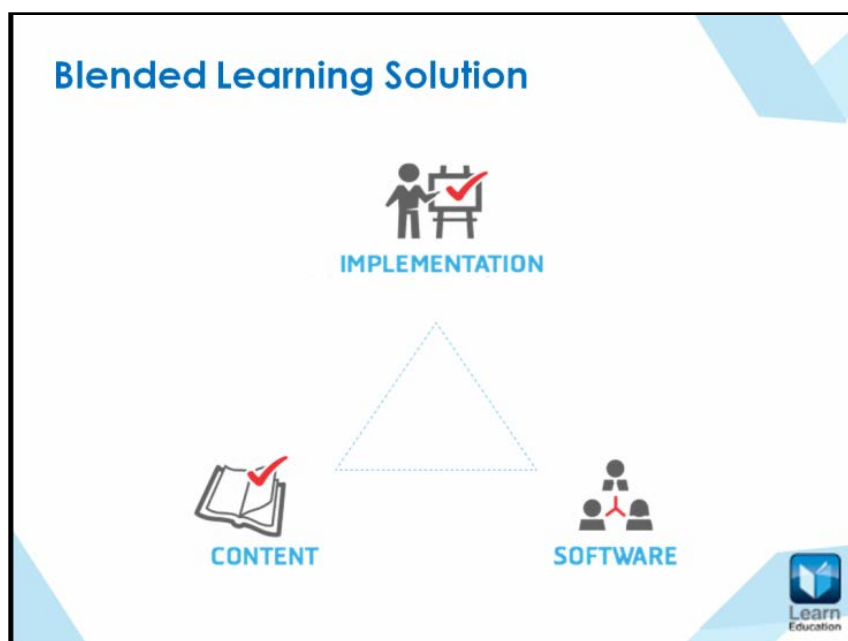 Blended Learning Solution
IMPLEMENTATION
CONTENT
SOFTWARE
Learn
Education